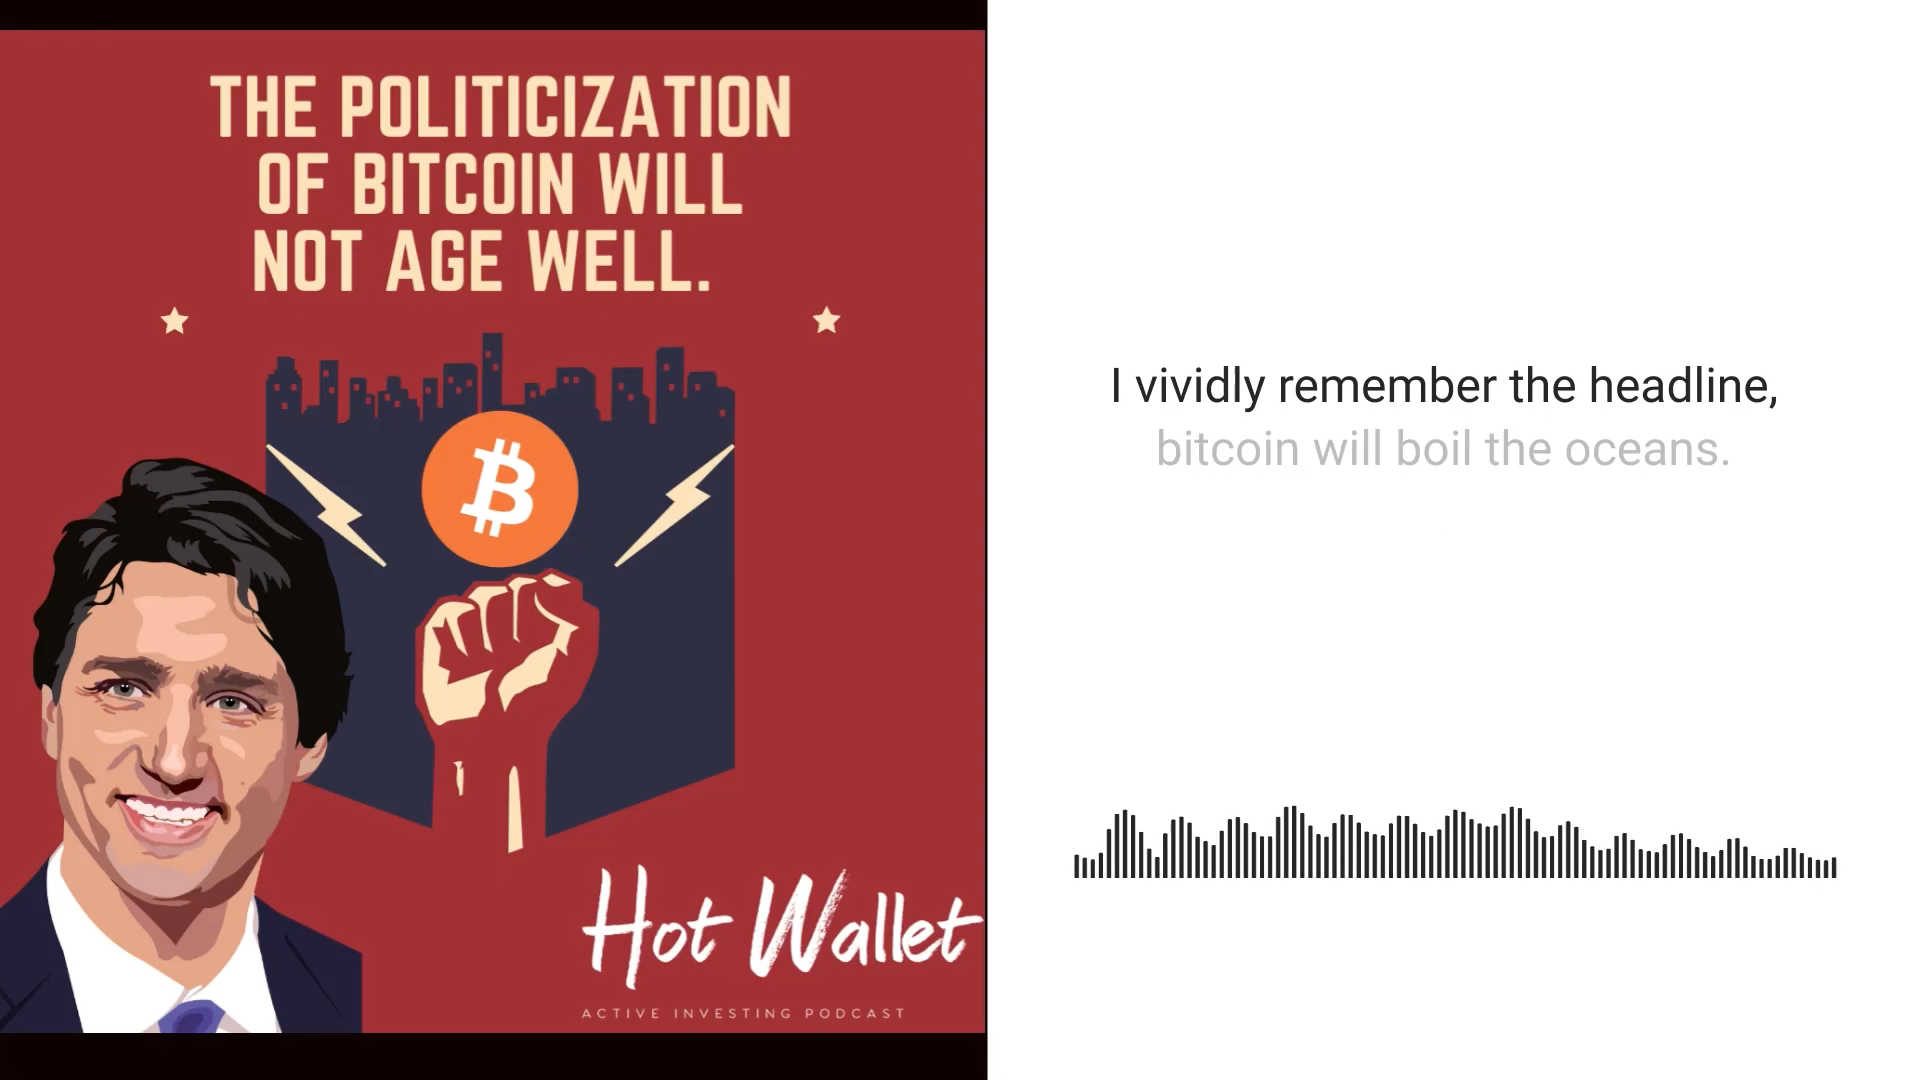 THE POLITICIZATION
OF BITCOIN WILL
NOT AGE WELL.
Hot Wallet
ACTIVE INVESTING PODCAST
I vividly remember the headline,
bitcoin will boil the oceans.